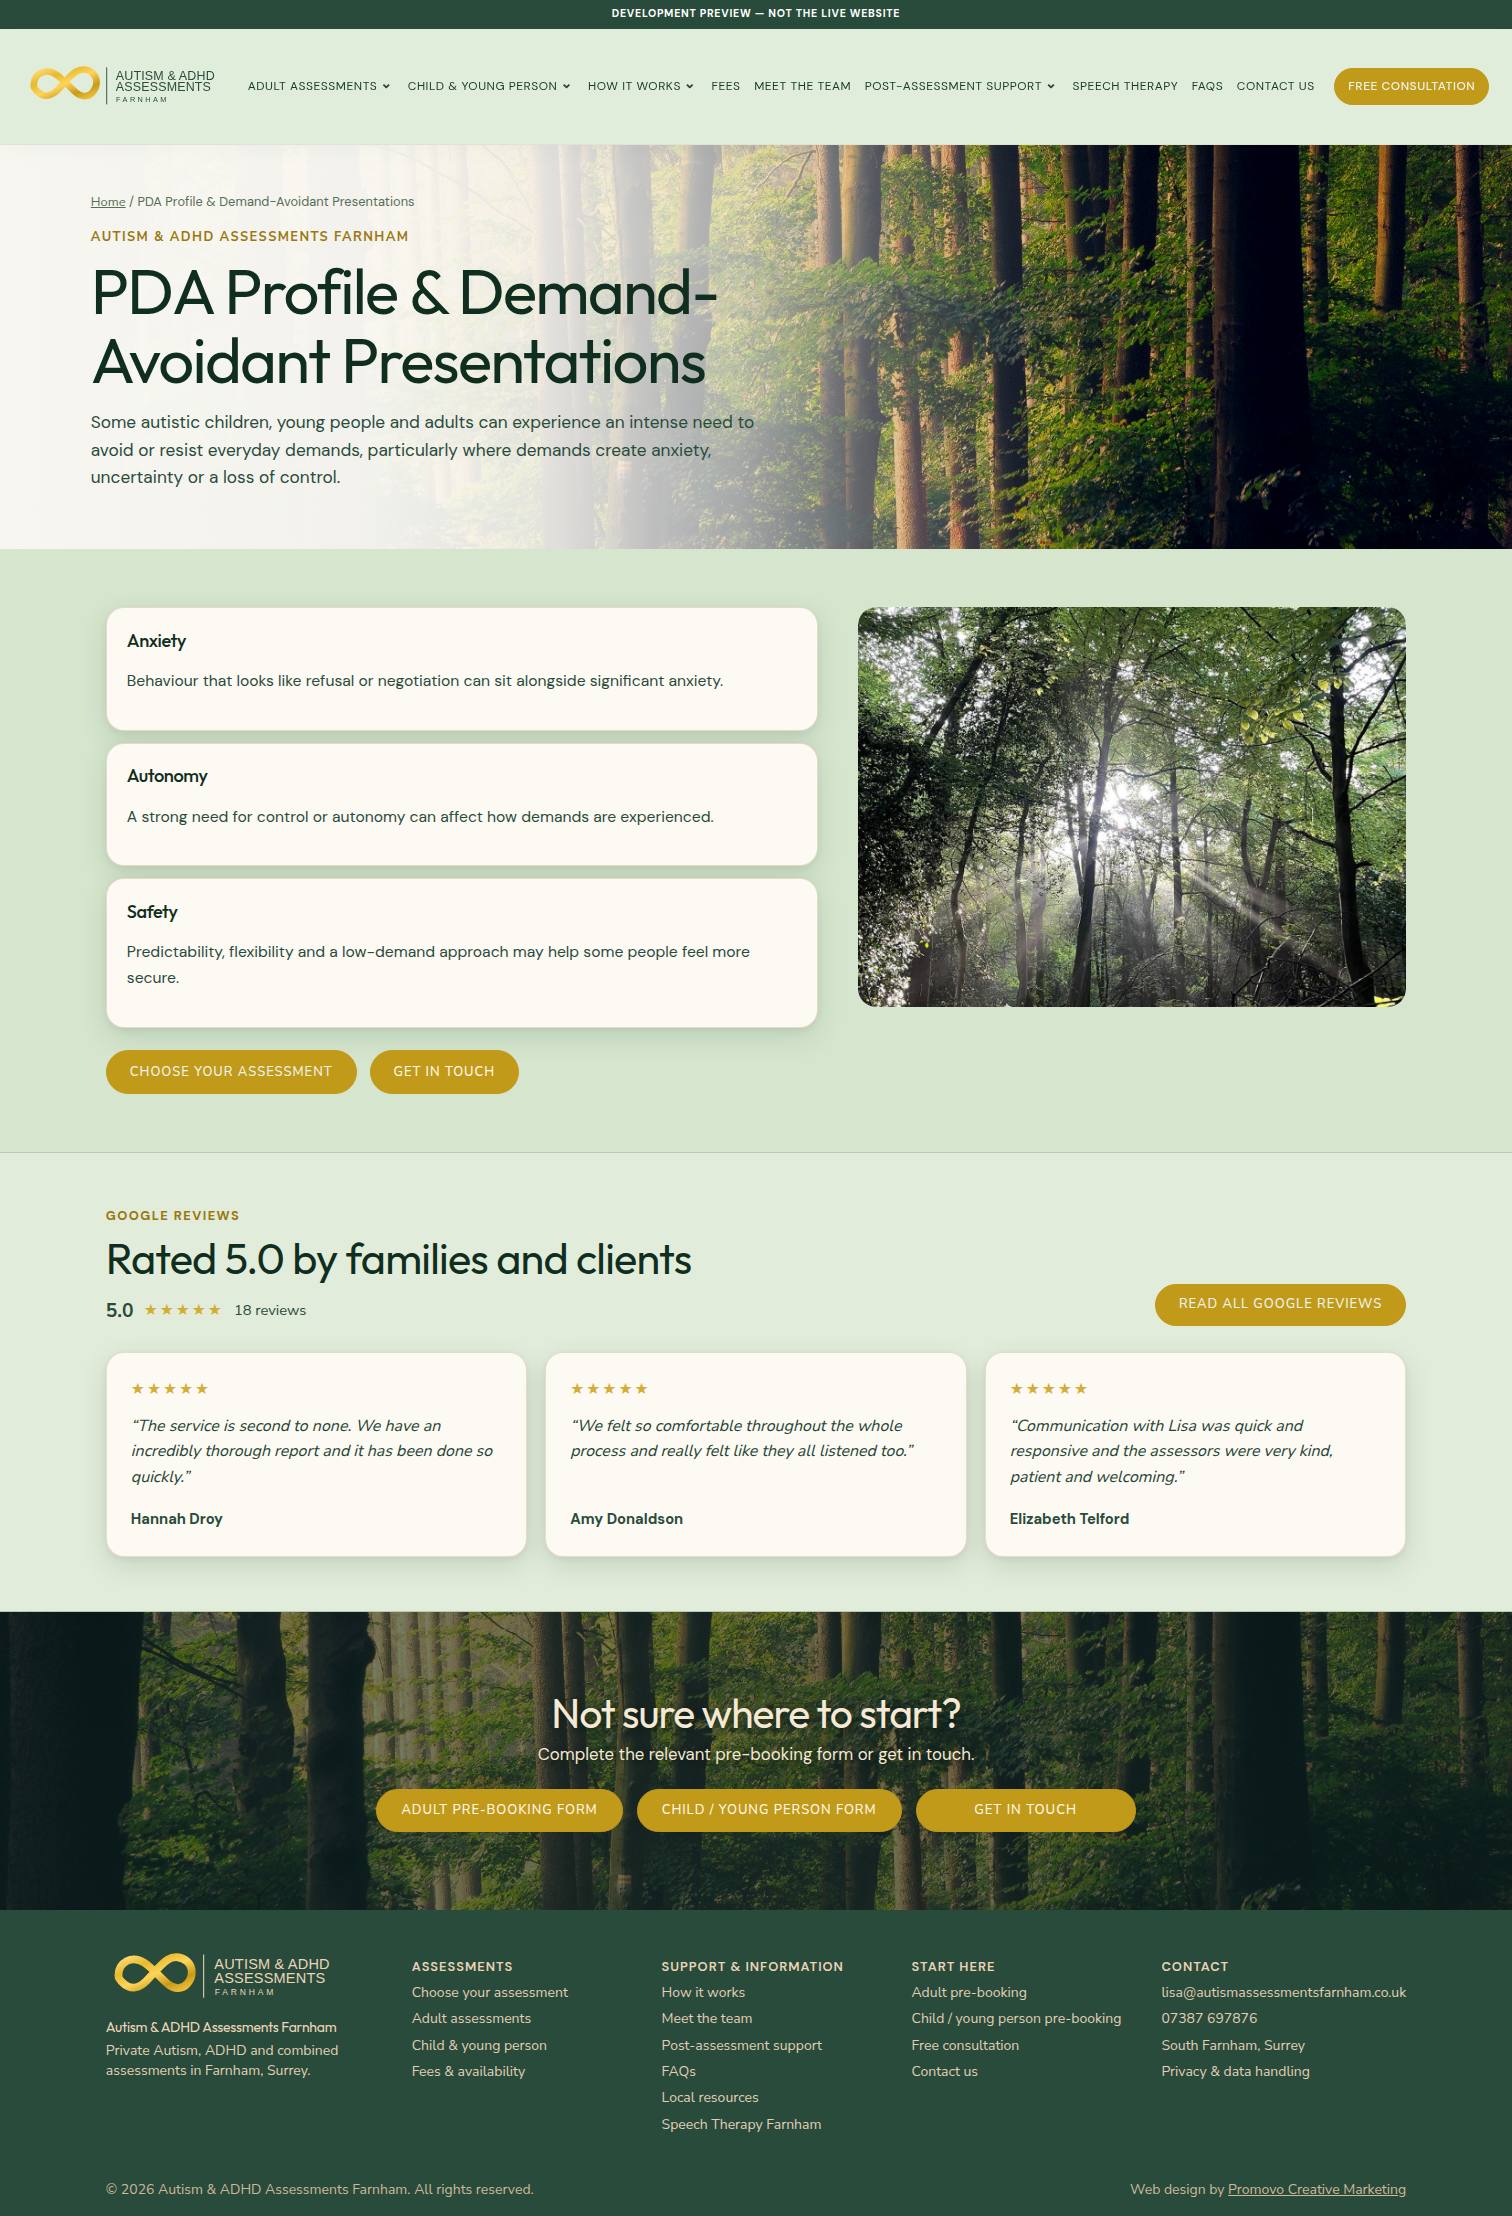 DEVELOPMENT PREVIEW — NOT THE LIVE WEBSITE
AUTISM & ADHD
ASSESSMENTS
FARNHAM
ADULT ASSESSMENTS
CHILD & YOUNG PERSON
HOW IT WORKS
FEES
MEET THE TEAM
POST-ASSESSMENT SUPPORT
SPEECH THERAPY
FAQS
CONTACT US
FREE CONSULTATION
Home / PDA Profile & Demand-Avoidant Presentations
AUTISM & ADHD ASSESSMENTS FARNHAM
PDA Profile & Demand-
Avoidant Presentations
Some autistic children, young people and adults can experience an intense need to
avoid or resist everyday demands, particularly where demands create anxiety,
uncertainty or a loss of control.
Anxiety
Behaviour that looks like refusal or negotiation can sit alongside significant anxiety.
Autonomy
A strong need for control or autonomy can affect how demands are experienced.
Safety
Predictability, flexibility and a low-demand approach may help some people feel more
secure.
CHOOSE YOUR ASSESSMENT
GET IN TOUCH
GOOGLE REVIEWS
Rated 5.0 by families and clients
5.0 ★★★★★ 18 reviews
READ ALL GOOGLE REVIEWS
★★★★★
“The service is second to none. We have an
incredibly thorough report and it has been done so
quickly.”
Hannah Droy
★★★★★
“We felt so comfortable throughout the whole
process and really felt like they all listened too.”
Amy Donaldson
★★★★★
“Communication with Lisa was quick and
responsive and the assessors were very kind,
patient and welcoming.”
Elizabeth Telford
Not sure where to start?
Complete the relevant pre-booking form or get in touch.
ADULT PRE-BOOKING FORM
CHILD / YOUNG PERSON FORM
GET IN TOUCH
AUTISM & ADHD
ASSESSMENTS
FARNHAM
Autism & ADHD Assessments Farnham
Private Autism, ADHD and combined
assessments in Farnham, Surrey.
ASSESSMENTS
Choose your assessment
Adult assessments
Child & young person
Fees & availability
SUPPORT & INFORMATION
How it works
Meet the team
Post-assessment support
FAQs
Local resources
Speech Therapy Farnham
START HERE
Adult pre-booking
Child / young person pre-booking
Free consultation
Contact us
CONTACT
lisa@autismassessmentsfarnham.co.uk
07387 697876
South Farnham, Surrey
Privacy & data handling
© 2026 Autism & ADHD Assessments Farnham. All rights reserved.
Web design by Promovo Creative Marketing